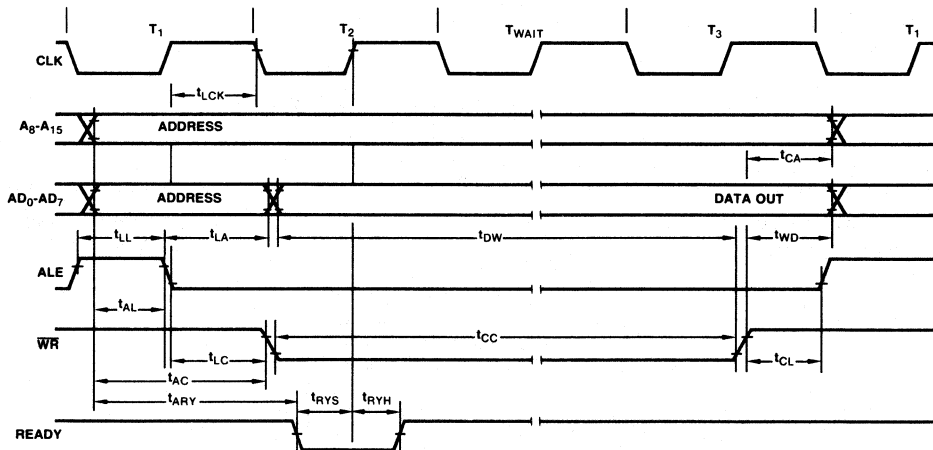 T1 T2 TWAIT T3 T1
CLK
tLCK
A8-A15 ADDRESS
tCA
AD0-AD7 ADDRESS DATA OUT
tLL tLA tDW tWD
ALE
tAL
WR tCC
tLC tCL
tAC
tARY tRYS tRYH
READY